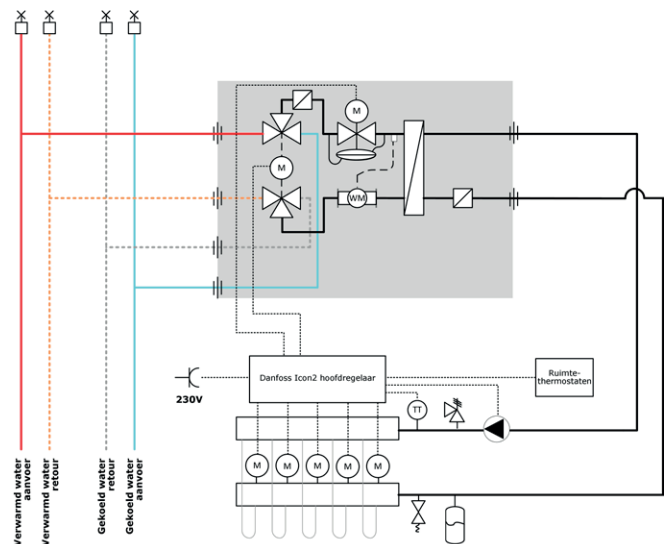 M
M
WM
Danfoss Icon2 hoofdregelaar
Ruimte-
thermostaten
230V
TT
M
M
M
M
M
Verwarmd water
aanvoer
Verwarmd water
retour
Gekoeld water
retour
Gekoeld water
aanvoer